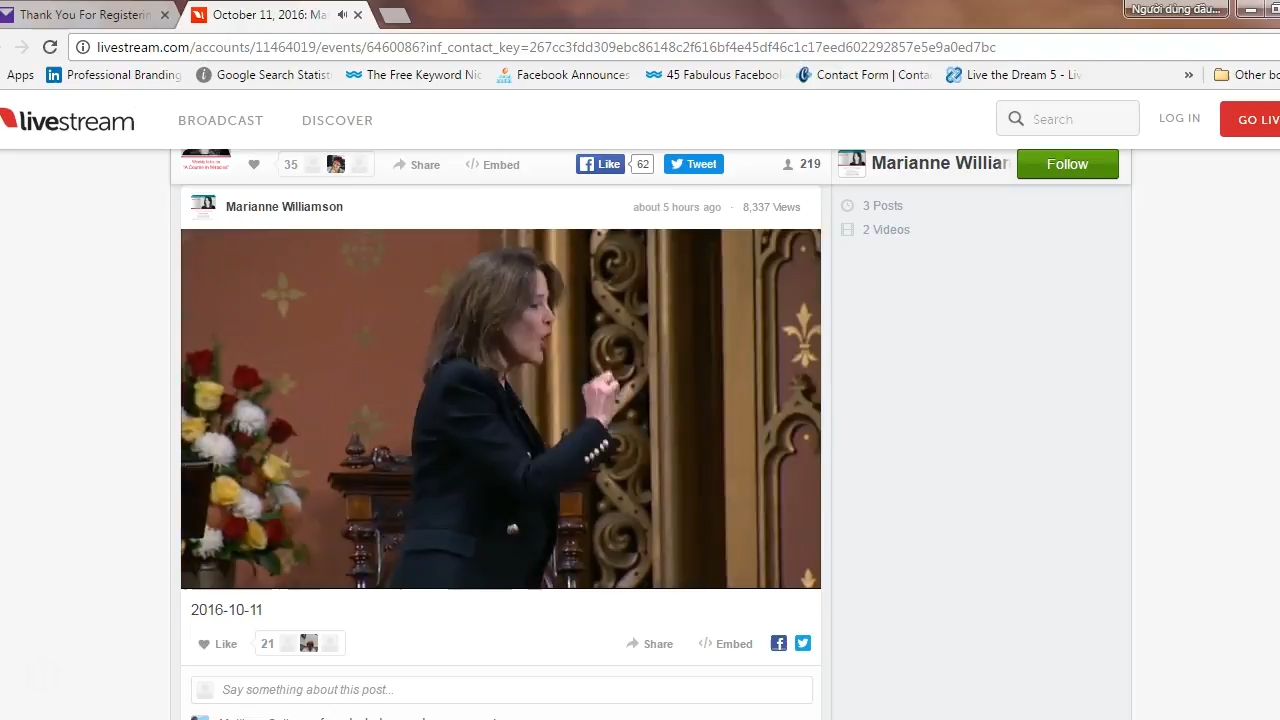 Thank You For Registerin
October 11, 2016: Ma
Người dùng đầu...
livestream.com/accounts/11464019/events/6460086?inf_contact_key=267cc3fdd309ebc86148c2f616bf4e45df46c1c17eed602292857e5e9a0ed7bc
Apps
Professional Branding
Google Search Statist
The Free Keyword Nic
Facebook Announces
45 Fabulous Facebook
Contact Form | Conta
Live the Dream 5 - Liv
»
Other bo
livestream
BROADCAST
DISCOVER
Search
LOG IN
GO LIV
35
Share
Embed
Like
62
Tweet
219
Marianne Willian
Follow
Marianne Williamson
about 5 hours ago · 8,337 Views
3 Posts
2 Videos
2016-10-11
Like
21
Share
Embed
Say something about this post...